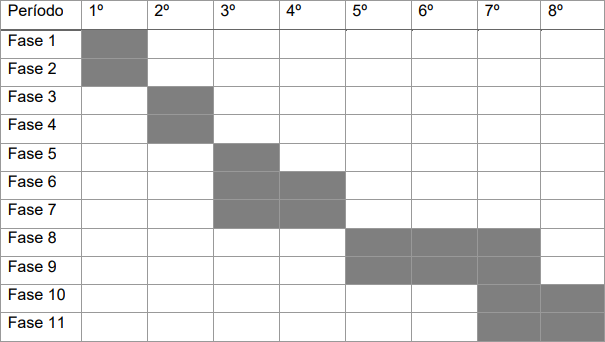 Período 1º 2º 3º 4º 5º 6º 7º 8º
Fase 1
Fase 2
Fase 3
Fase 4
Fase 5
Fase 6
Fase 7
Fase 8
Fase 9
Fase 10
Fase 11